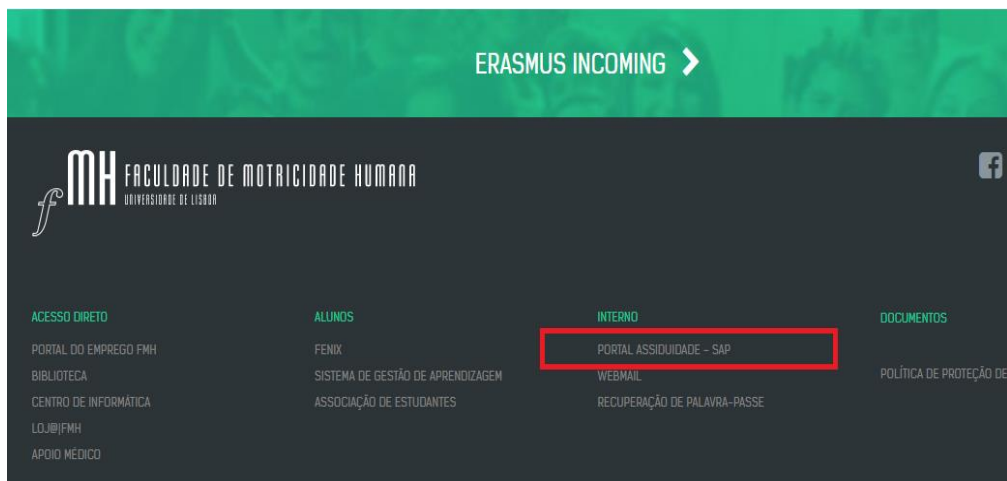 ERASMUS INCOMING
fMH FACULDADE DE MOTRICIDADE HUMANA
UNIVERSIDADE DE LISBOA
ACESSO DIRETO
PORTAL DO EMPREGO FMH
BIBLIOTECA
CENTRO DE INFORMÁTICA
LOJ@|FMH
APOIO MÉDICO
ALUNOS
FENIX
SISTEMA DE GESTÃO DE APRENDIZAGEM
ASSOCIAÇÃO DE ESTUDANTES
INTERNO
PORTAL ASSIDUIDADE – SAP
WEBMAIL
RECUPERAÇÃO DE PALAVRA-PASSE
DOCUMENTOS
POLÍTICA DE PROTEÇÃO DE